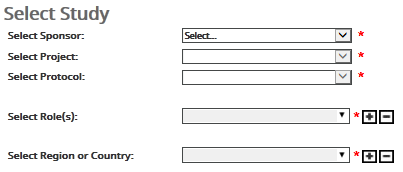 Select Study
Select Sponsor: Select... *
Select Project: *
Select Protocol: *
Select Role(s): *
Select Region or Country: *